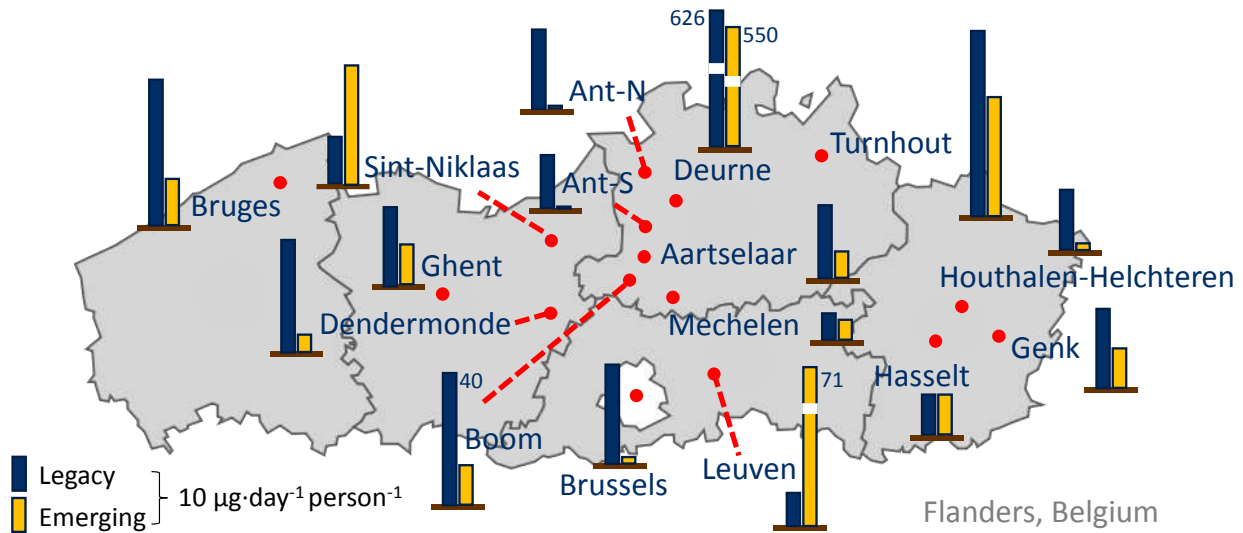 626
550
Ant-N
Turnhout
Sint-Niklaas
Ant-S
Deurne
Bruges
Ghent
Aartselaar
Houthalen-Helchteren
Dendermonde
Mechelen
Genk
40
71
Hasselt
Boom
Leuven
Brussels
Legacy
Emerging
10 µg·day⁻¹ person⁻¹
Flanders, Belgium